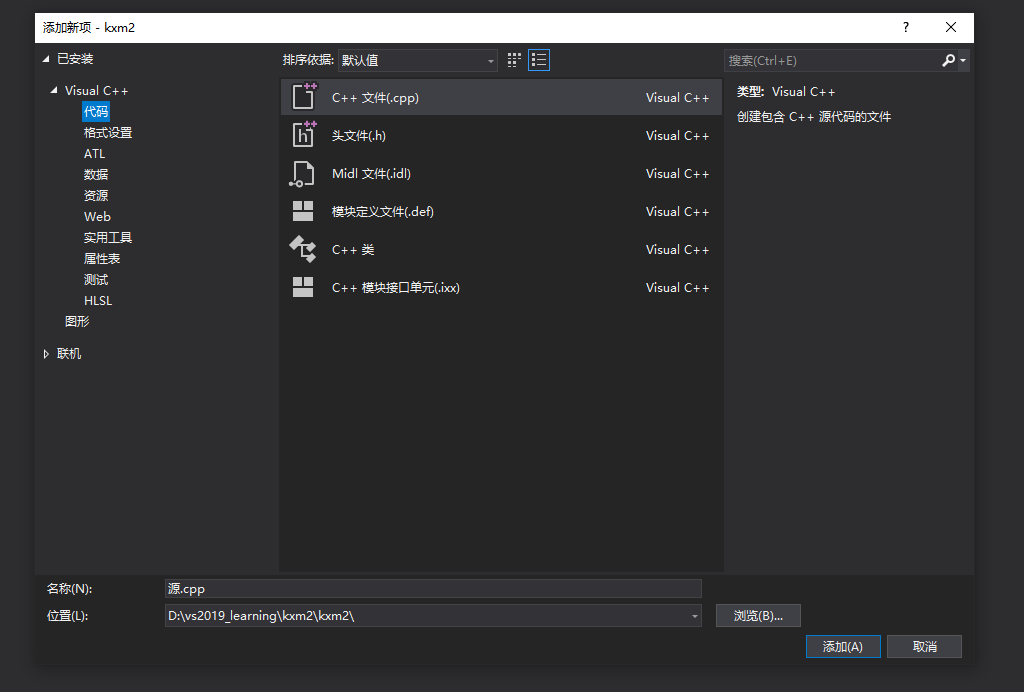 添加新项 - kxm2 ?
已安装
排序依据: 默认值
搜索(Ctrl+E)
Visual C++
代码
格式设置
ATL
数据
资源
Web
实用工具
属性表
测试
HLSL
图形
联机
C++ 文件(.cpp) Visual C++
头文件(.h) Visual C++
Midl 文件(.idl) Visual C++
模块定义文件(.def) Visual C++
C++ 类 Visual C++
C++ 模块接口单元(.ixx) Visual C++
类型: Visual C++
创建包含 C++ 源代码的文件
名称(N): 源.cpp
位置(L): D:\vs2019_learning\kxm2\kxm2\ 浏览(B)...
添加(A) 取消